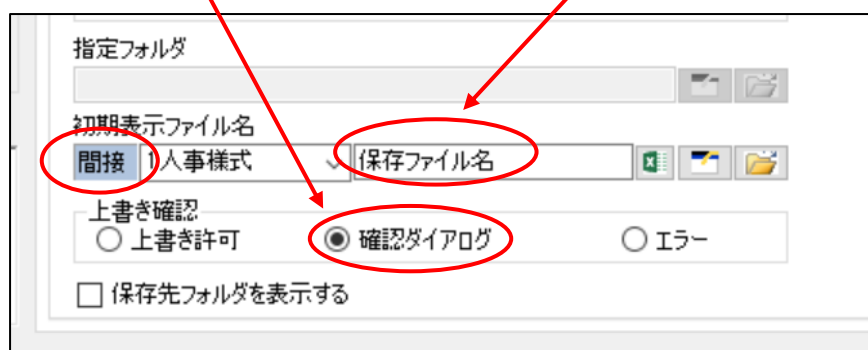 指定フォルダ
初期表示ファイル名
間接 1人事様式 保存ファイル名
上書き確認
上書き許可 確認ダイアログ エラー
保存先フォルダを表示する